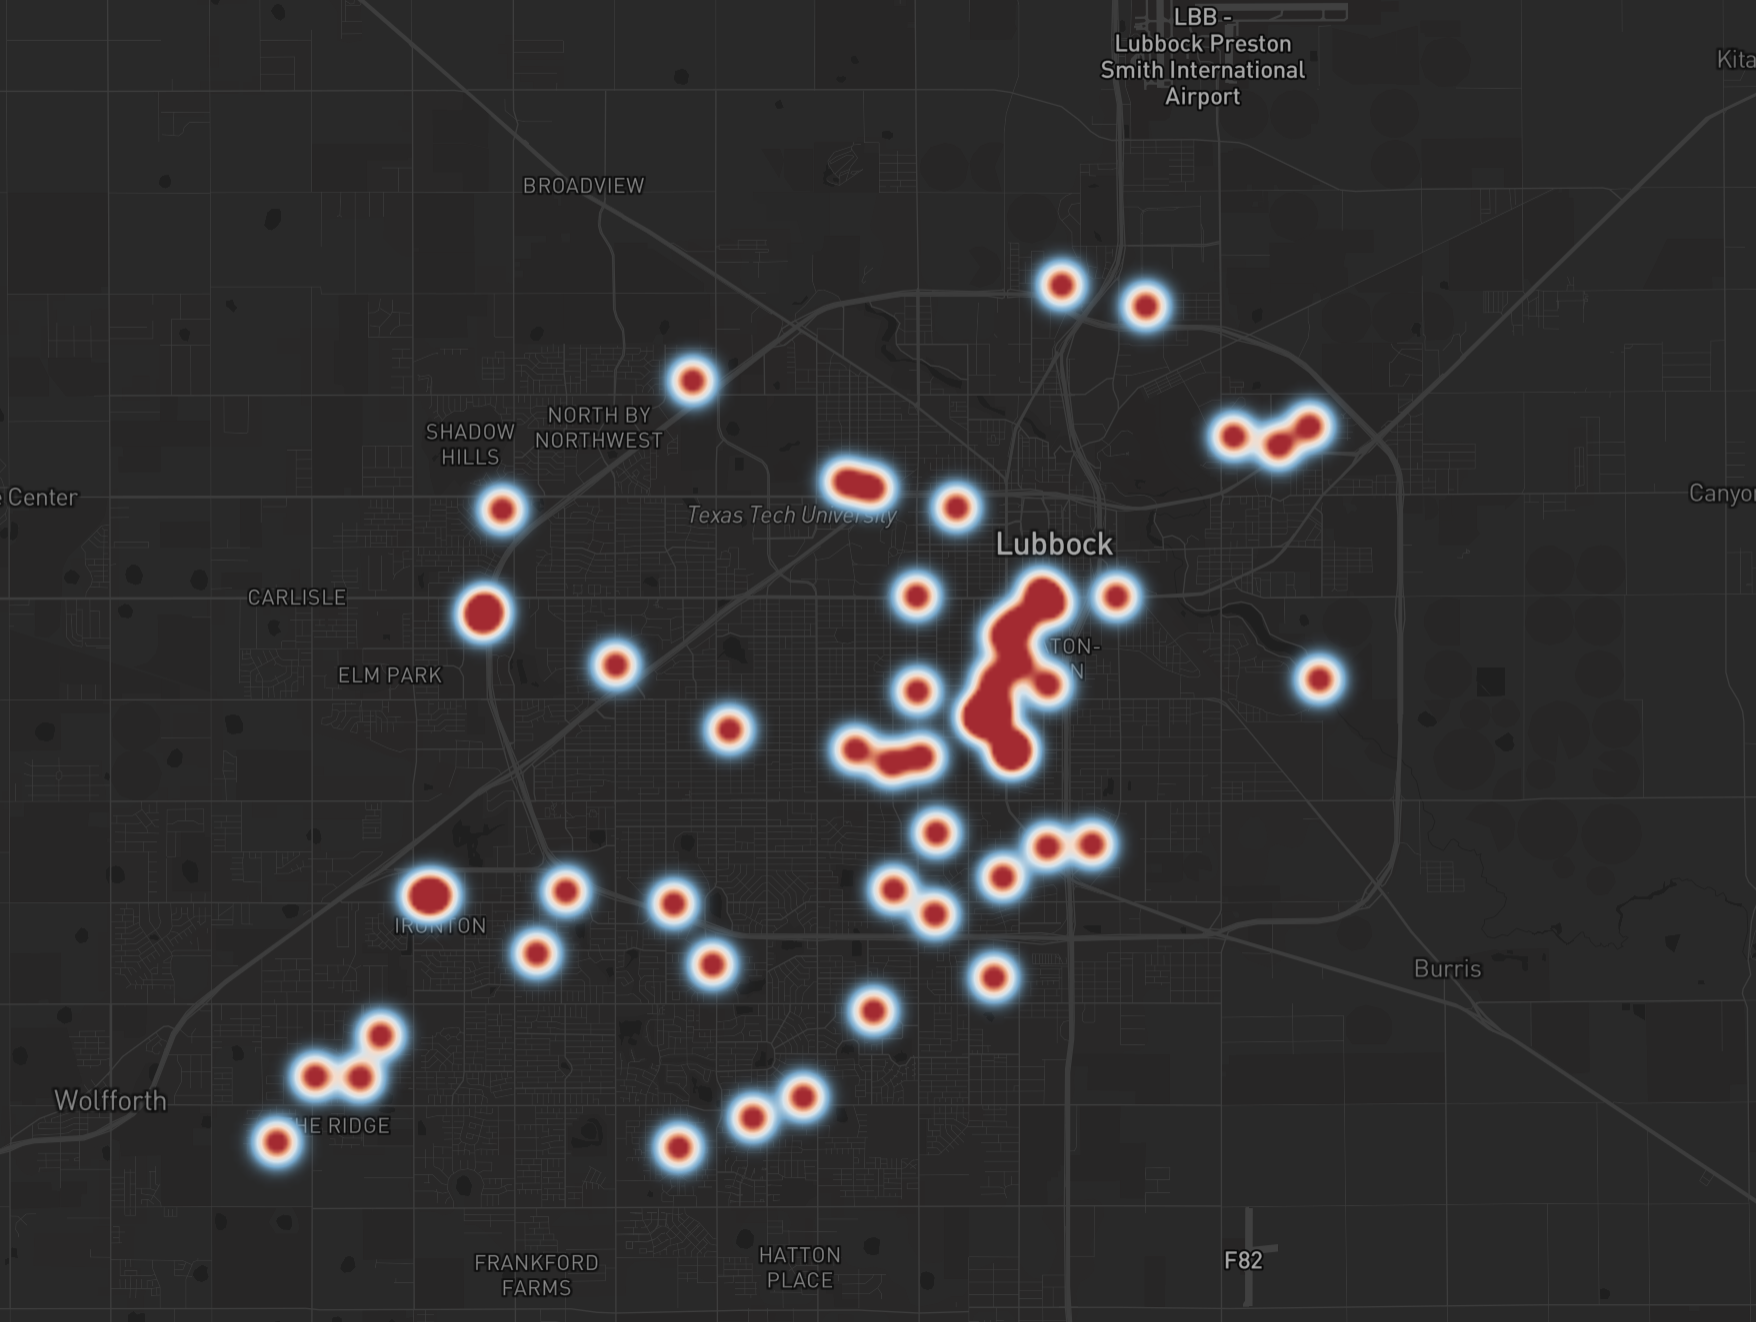 LBB -
Lubbock Preston
Smith International
Airport
Kita
BROADVIEW
NORTH BY
NORTHWEST
SHADOW
HILLS
Center
Canyon
Texas Tech University
Lubbock
CARLISLE
TON-
N
ELM PARK
IRONTON
Burris
Wolfforth
HE RIDGE
FRANKFORD
FARMS
HATTON
PLACE
F82